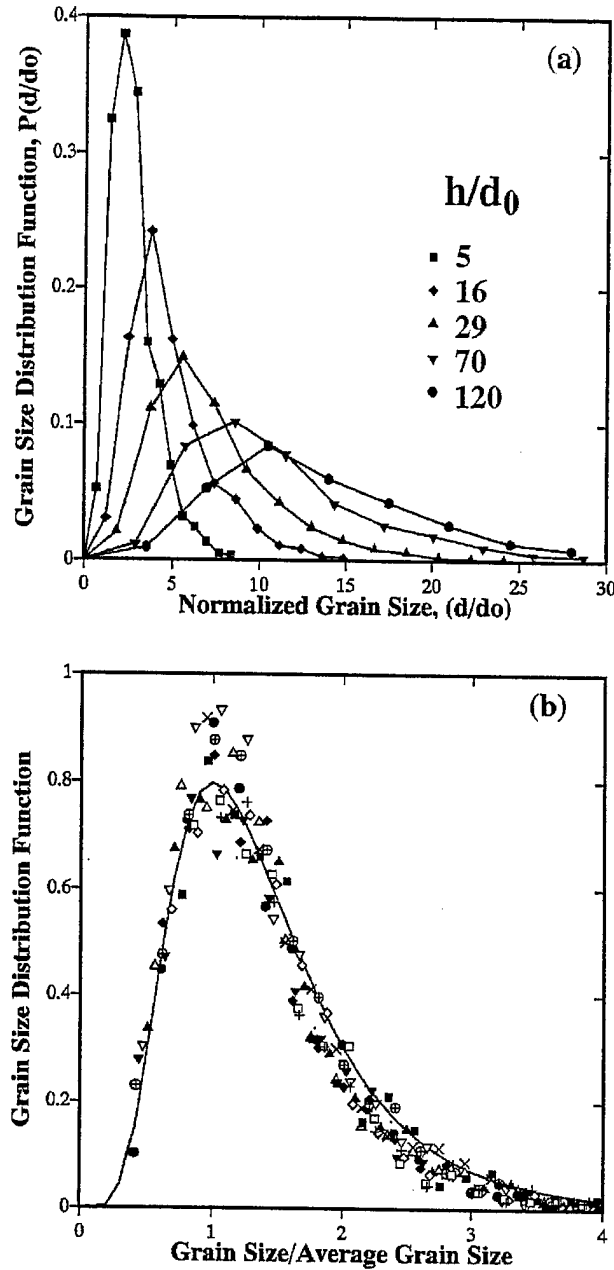 0.4
(a)
0.3
0.2
0.1
0
Grain Size Distribution Function, P(d/do)
h/d0
5
16
29
70
120
0 5 10 15 20 25 30
Normalized Grain Size, (d/do)
1
(b)
0.8
0.6
0.4
0.2
0
Grain Size Distribution Function
0 1 2 3 4
Grain Size/Average Grain Size